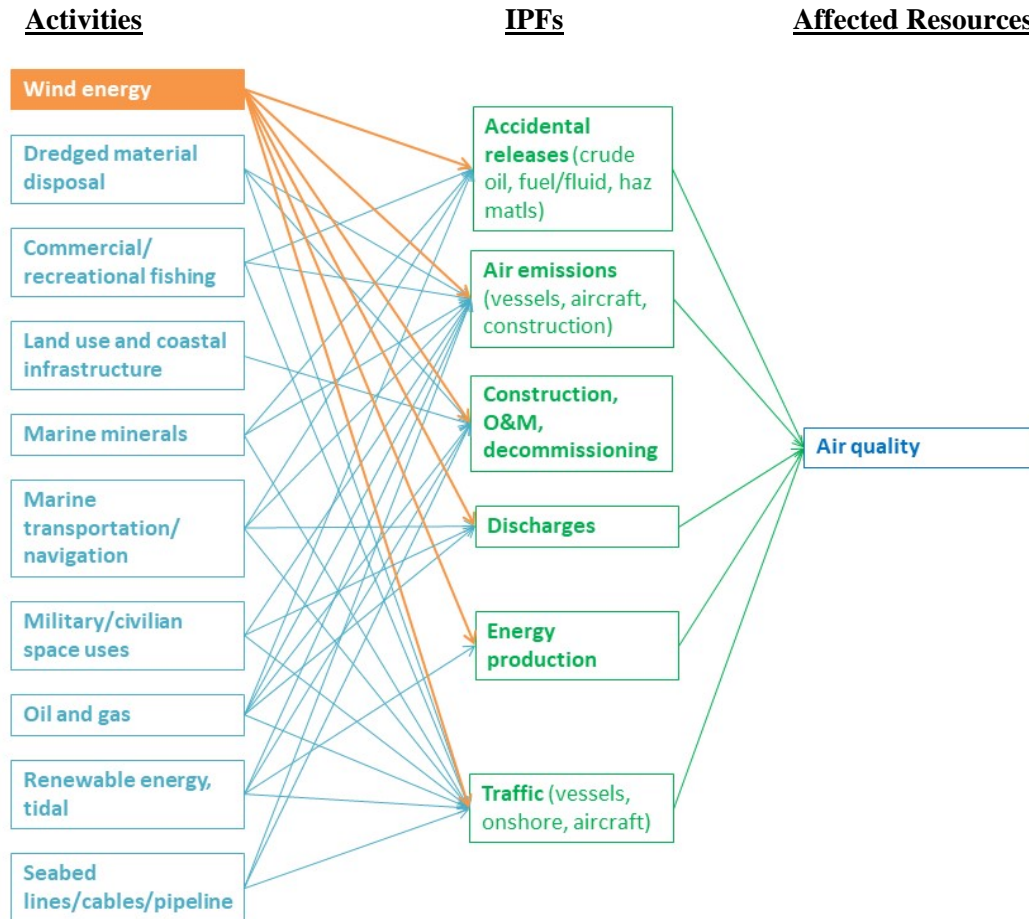 Activities
IPFs
Affected Resources
Wind energy
Dredged material
disposal
Commercial/
recreational fishing
Land use and coastal
infrastructure
Marine minerals
Marine
transportation/
navigation
Military/civilian
space uses
Oil and gas
Renewable energy,
tidal
Seabed
lines/cables/pipeline
Accidental
releases (crude
oil, fuel/fluid, haz
matls)
Air emissions
(vessels, aircraft,
construction)
Construction,
O&M,
decommissioning
Discharges
Energy
production
Traffic (vessels,
onshore, aircraft)
Air quality